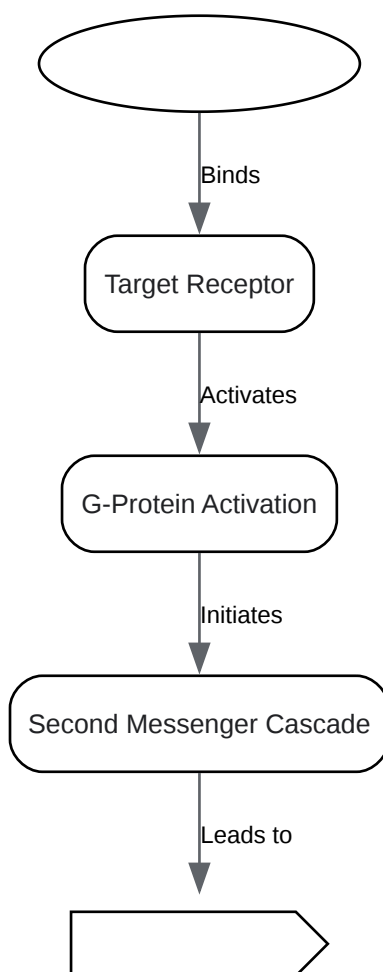 Binds
Target Receptor
Activates
G-Protein Activation
Initiates
Second Messenger Cascade
Leads to